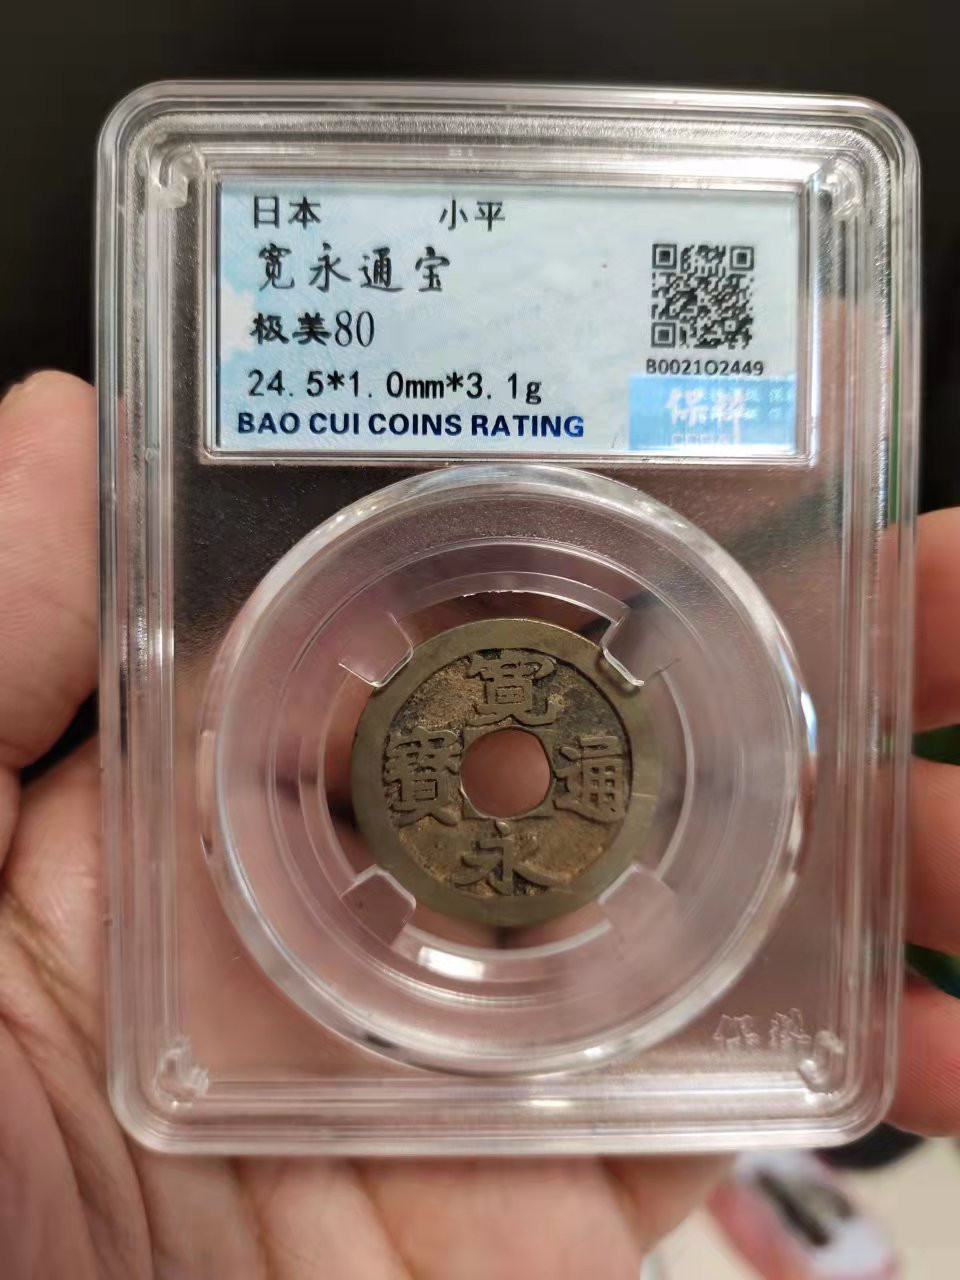 日本 小平
宽永通宝
极美80
24.5*1.0mm*3.1g
BAO CUI COINS RATING
B002102449
寛
通
永
寳